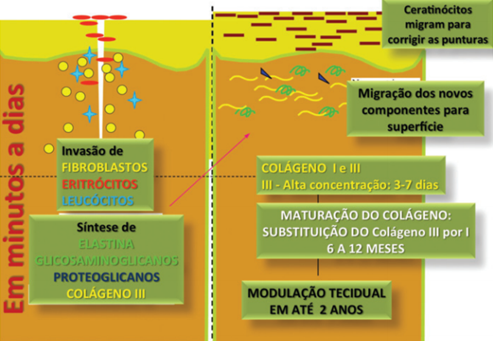 Em minutos a dias
Invasão de
FIBROBLASTOS
ERITRÓCITOS
LEUCÓCITOS
Síntese de
ELASTINA
GLICOSAMINOGLICANOS
PROTEOGLICANOS
COLÁGENO III
Ceratinócitos
migram para
corrigir as punturas
Migração dos novos
componentes para
superfície
COLÁGENO I e III
III - Alta concentração: 3-7 dias
MATURAÇÃO DO COLÁGENO:
SUBSTITUIÇÃO DO Colágeno III por I
6 A 12 MESES
MODULAÇÃO TECIDUAL
EM ATÉ 2 ANOS